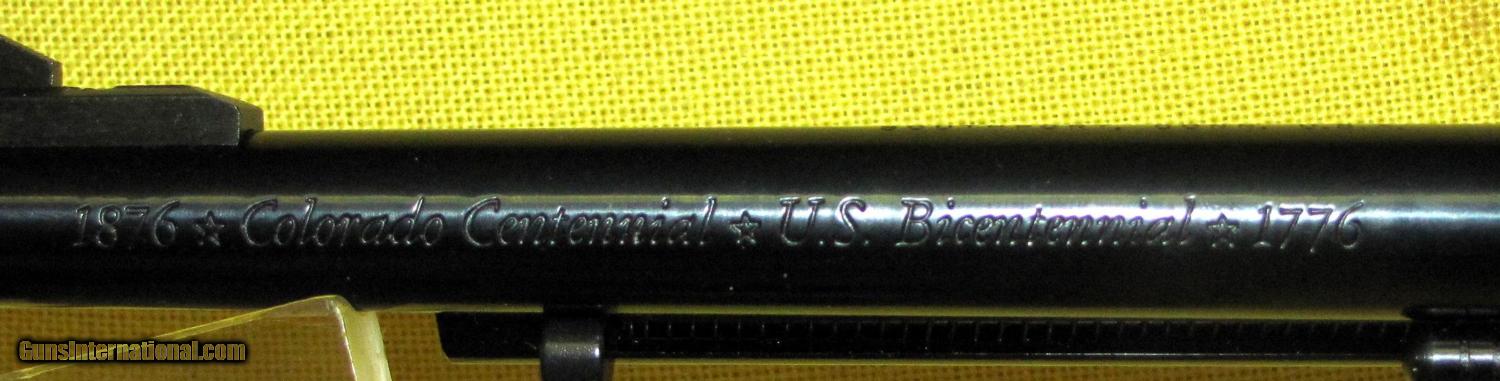 1876 ☆ Colorado Centennial ☆ U.S. Bicentennial ☆ 1776
GunsInternational.com